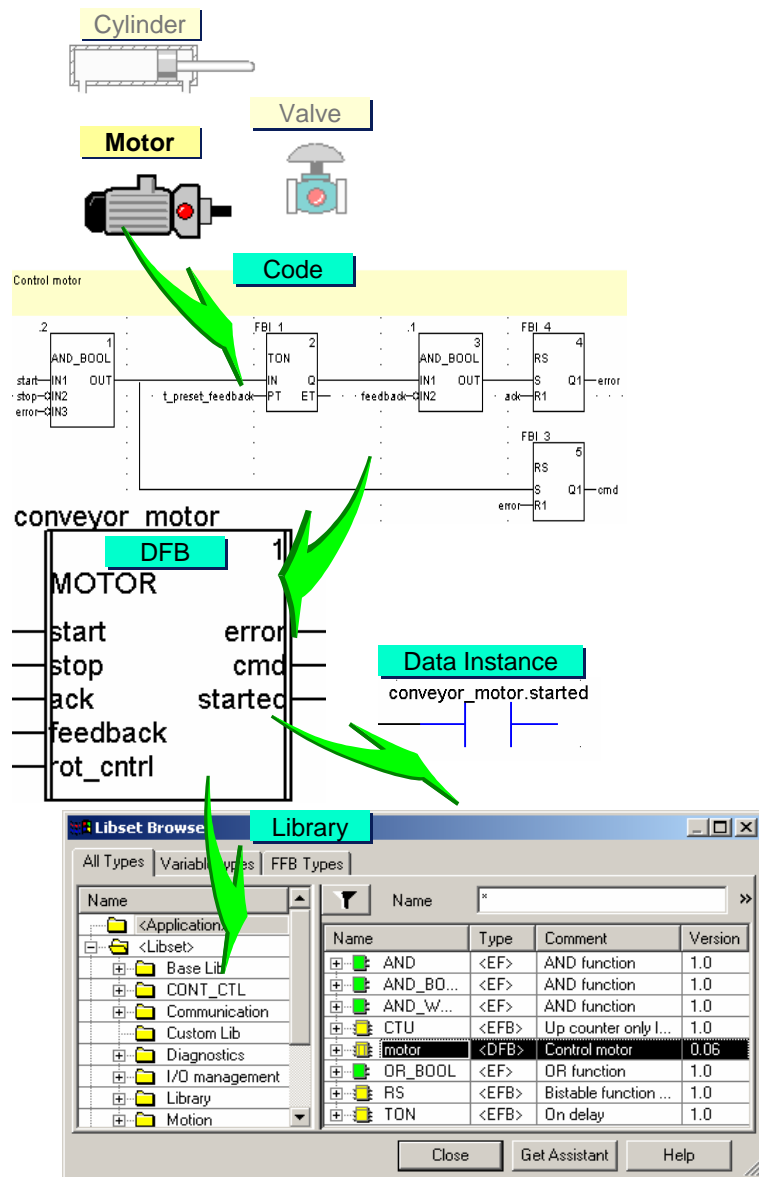 Cylinder
Valve
Motor
Code
Control motor
.2 FBI_1 .1 FBI_4
1 2 3 4
AND_BOOL TON AND_BOOL RS
start IN1 OUT IN Q IN1 OUT S Q1 error
stop IN2 t_preset_feedback PT ET feedback IN2 ack R1
error IN3
FBI_3
5
RS
S Q1 cmd
error R1
conveyor_motor
DFB 1
MOTOR
start error
stop cmd
ack started
feedback
rot_cntrl
Data Instance
conveyor_motor.started
Library
Libset Browse
All Types Variable Types FFB Types
Name Name * »
<Application>
<Libset>
Base Lib
CONT_CTL
Communication
Custom Lib
Diagnostics
I/O management
Library
Motion
Name Type Comment Version
AND <EF> AND function 1.0
AND_BO... <EF> AND function 1.0
AND_W... <EF> AND function 1.0
CTU <EFB> Up counter only I... 1.0
motor <DFB> Control motor 0.06
OR_BOOL <EF> OR function 1.0
RS <EFB> Bistable function ... 1.0
TON <EFB> On delay 1.0
Close Get Assistant Help